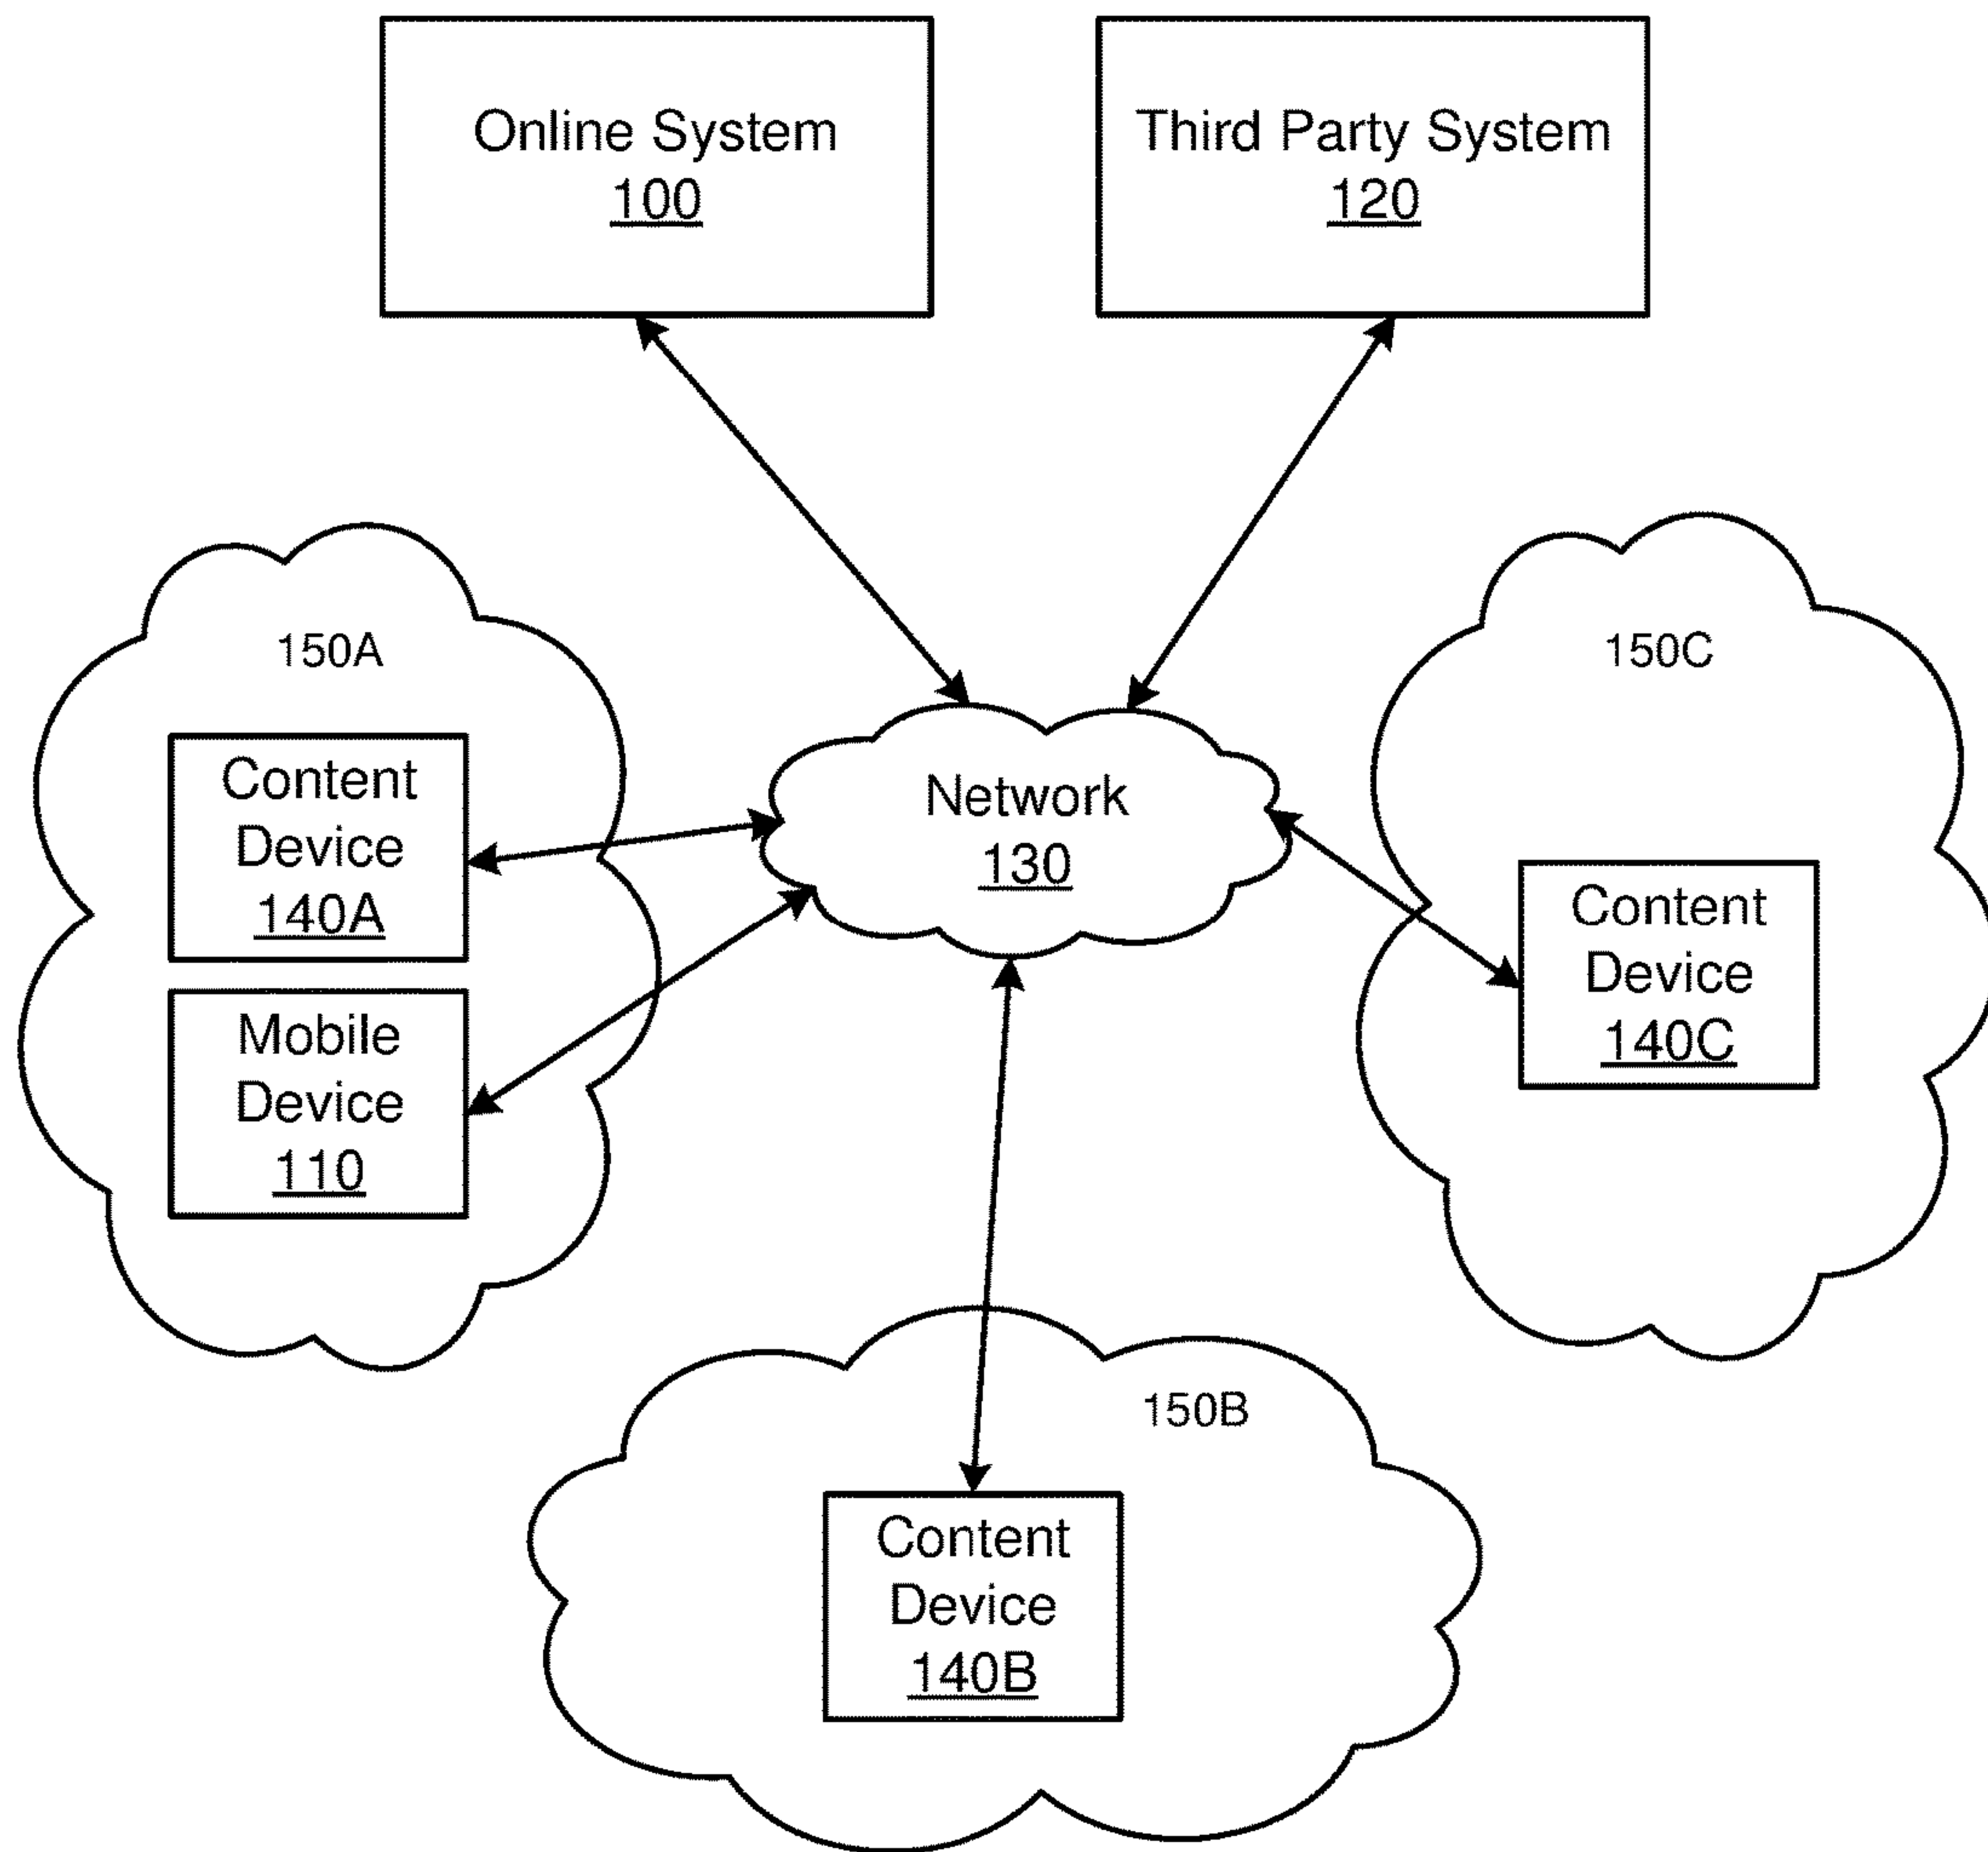 Online System
100
Third Party System
120
150A
150C
Content
Device
140A
Network
130
Content
Device
140C
Mobile
Device
110
150B
Content
Device
140B